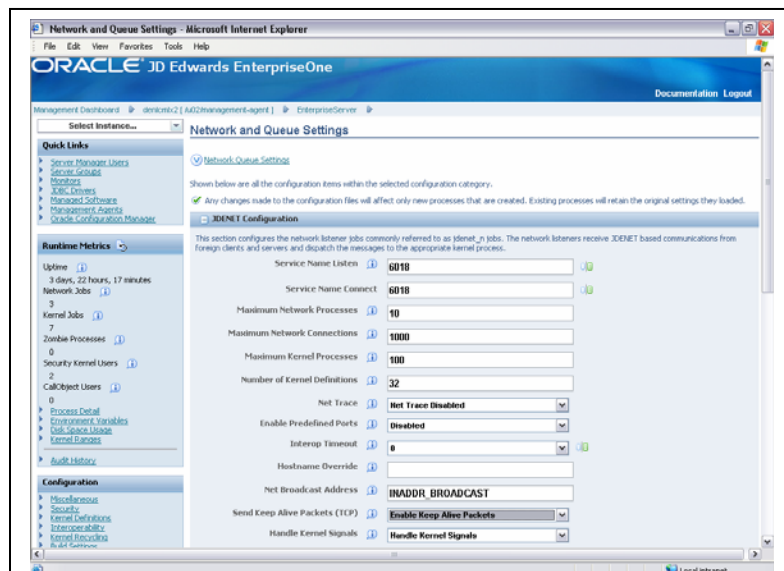 Network and Queue Settings - Microsoft Internet Explorer
File Edit View Favorites Tools Help
ORACLE JD Edwards EnterpriseOne
Documentation Logout
Management Dashboard
EnterpriseServer
Select Instance...
Network and Queue Settings
Quick Links
Server Manager Users
Server Groups
Monitors
JDBC Drivers
Managed Software
Management Agents
Oracle Configuration Manager
Network Queue Settings
Shown below are all the configuration items within the selected configuration category.
Any changes made to the configuration files will affect only new processes that are created. Existing processes will retain the original settings they loaded.
JDENET Configuration
This section configures the network listener jobs commonly referred to as jdenet_n jobs. The network listeners receive JDENET based communications from
foreign clients and servers and dispatch the messages to the appropriate kernel process.
Runtime Metrics
Uptime
3 days, 22 hours, 17 minutes
Network Jobs
3
Kernel Jobs
7
Zombie Processes
0
Security Kernel Users
2
CallObject Users
0
Process Detail
Environment Variables
Disk Space Usage
Kernel Ranges
Audit History
Configuration
Miscellaneous
Security
Kernel Definitions
Interoperability
Kernel Recycling
Build Settings
Service Name Listen 6018
Service Name Connect 6018
Maximum Network Processes 10
Maximum Network Connections 1000
Maximum Kernel Processes 100
Number of Kernel Definitions 32
Net Trace Net Trace Disabled
Enable Predefined Ports Disabled
Interop Timeout 0
Hostname Override
Net Broadcast Address INADDR_BROADCAST
Send Keep Alive Packets (TCP) Enable Keep Alive Packets
Handle Kernel Signals Handle Kernel Signals
Local intranet